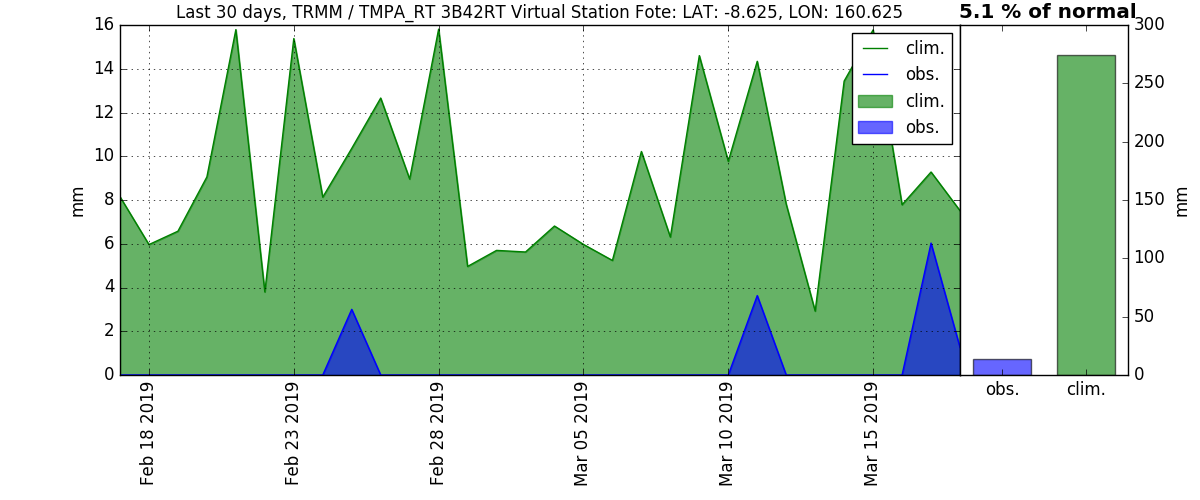 Last 30 days, TRMM / TMPA_RT 3B42RT Virtual Station Fote: LAT: -8.625, LON: 160.625
5.1 % of normal
16
14
12
10
8
6
4
2
0
mm
clim.
obs.
clim.
obs.
Feb 18 2019
Feb 23 2019
Feb 28 2019
Mar 05 2019
Mar 10 2019
Mar 15 2019
300
250
200
150
100
50
0
mm
obs.
clim.